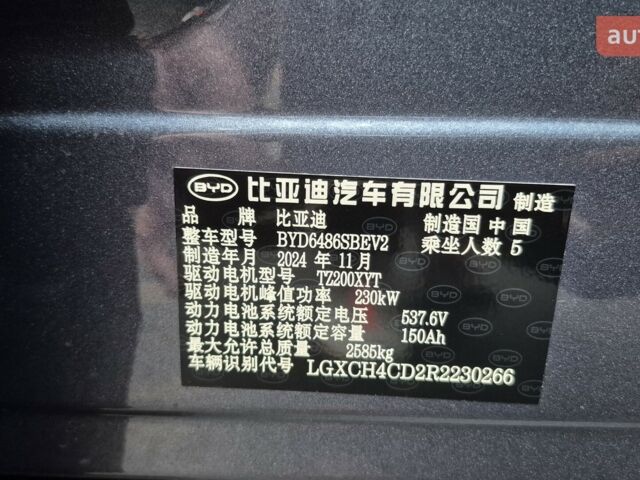 auto
BYD 比亚迪汽车有限公司 制造
品 牌 比亚迪 制造国 中国
整车型号 BYD6486SBEV2 乘坐人数 5
制造年月 2024 年 11 月
驱动电机型号 TZ200XYT
驱动电机峰值功率 230kW
动力电池系统额定电压 537.6V
动力电池系统额定容量 150Ah
最大允许总质量 2585kg
车辆识别代号 LGXCH4CD2R2230266